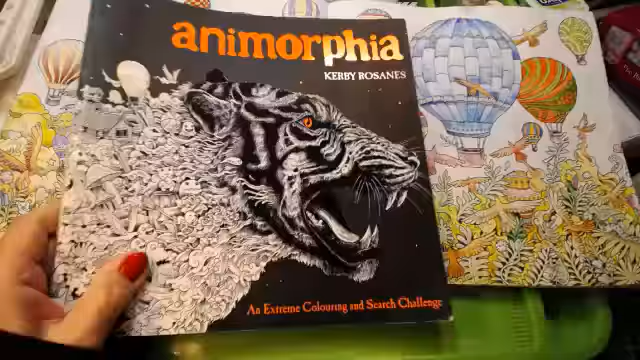 animorphia
KERBY ROSANES
An Extreme Colouring and Search Challenge